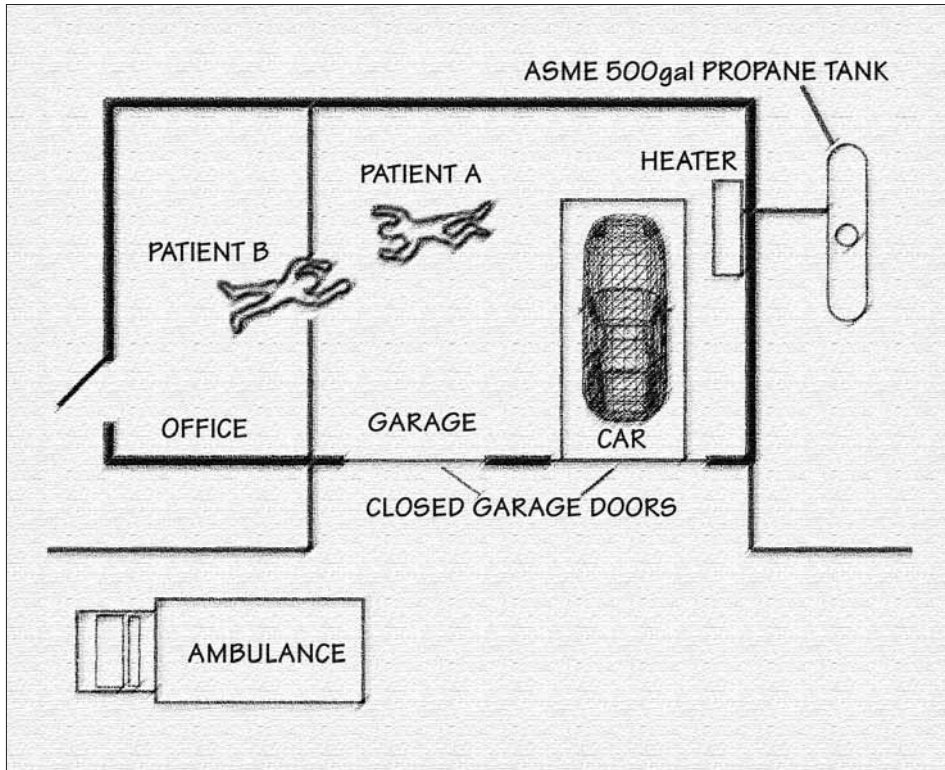 ASME 500gal PROPANE TANK
HEATER
PATIENT A
PATIENT B
OFFICE
GARAGE
CAR
CLOSED GARAGE DOORS
AMBULANCE